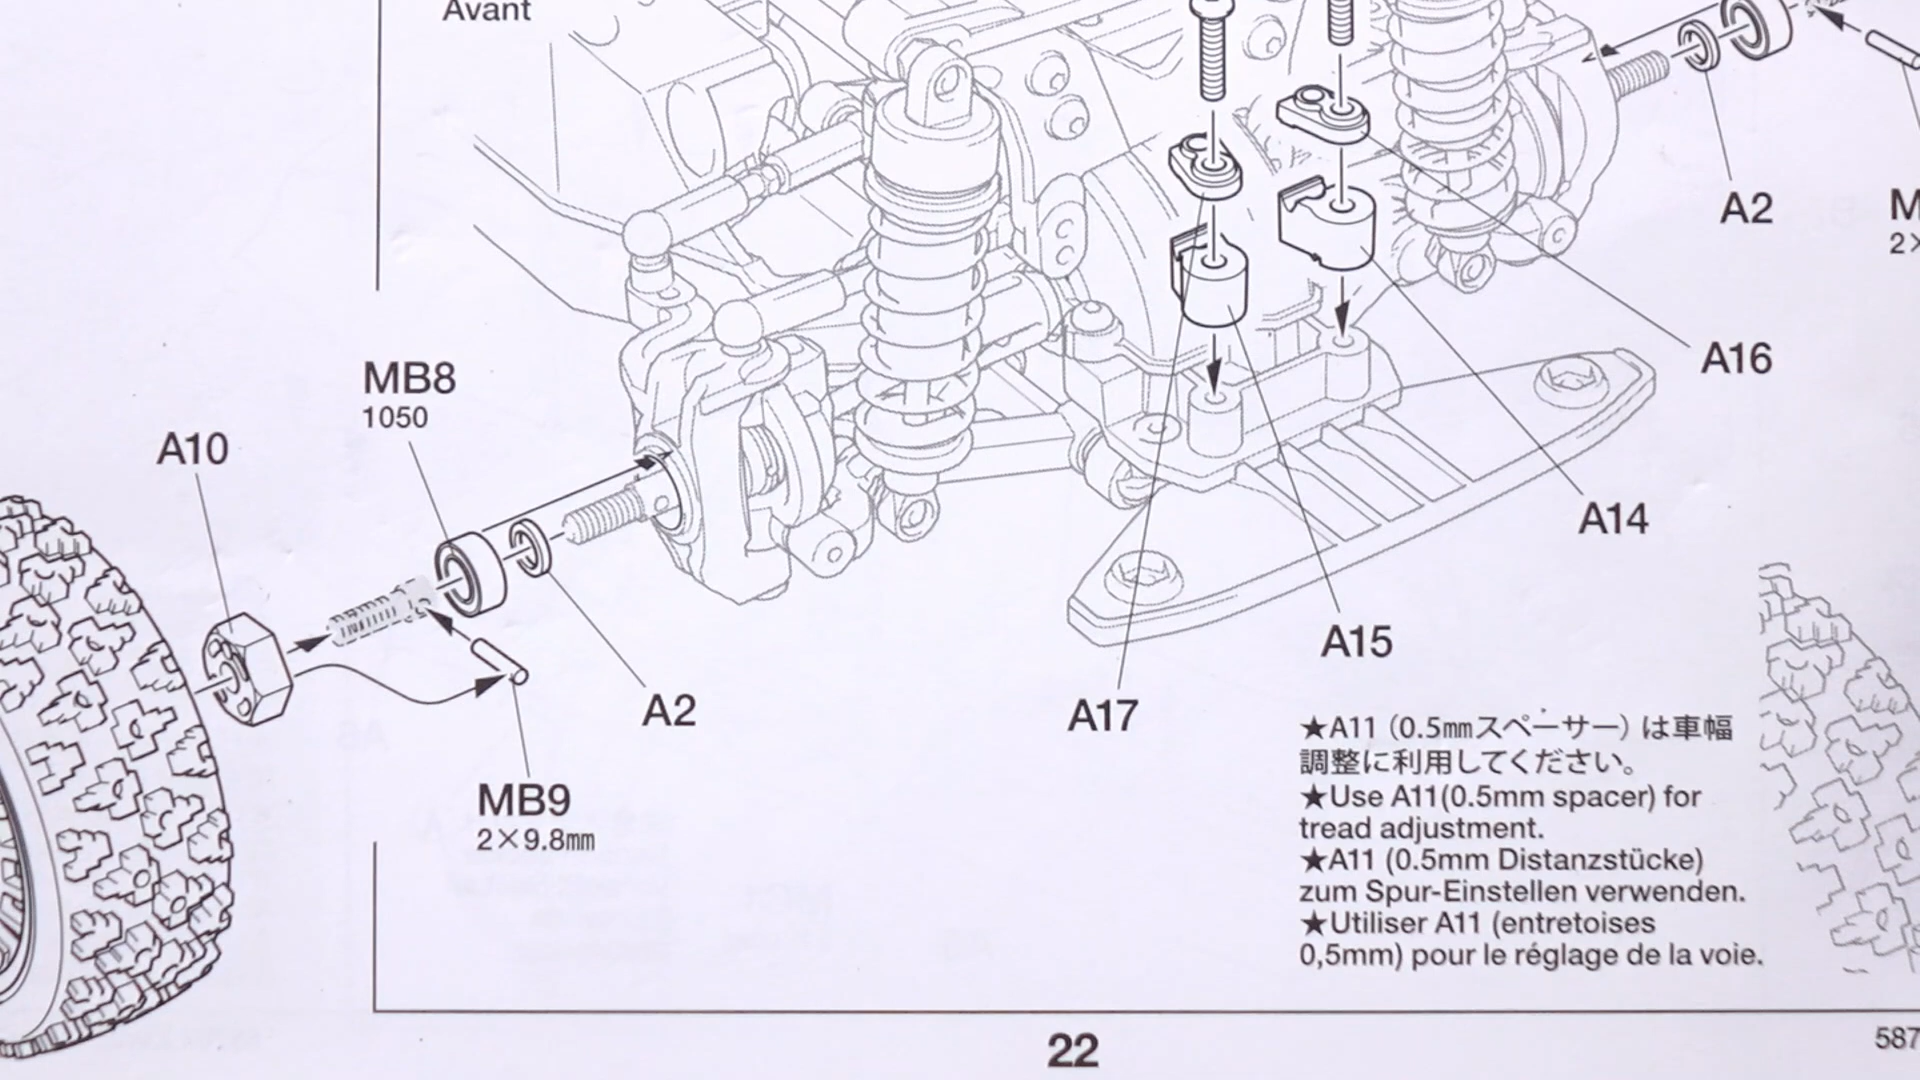 Avant
A2
A16
MB8
1050
A10
A14
A15
A2
A17
MB9
2×9.8mm
★A11（0.5mmスペーサー）は車幅
調整に利用してください。
★Use A11(0.5mm spacer) for
tread adjustment.
★A11 (0.5mm Distanzstücke)
zum Spur-Einstellen verwenden.
★Utiliser A11 (entretoises
0,5mm) pour le réglage de la voie.
22